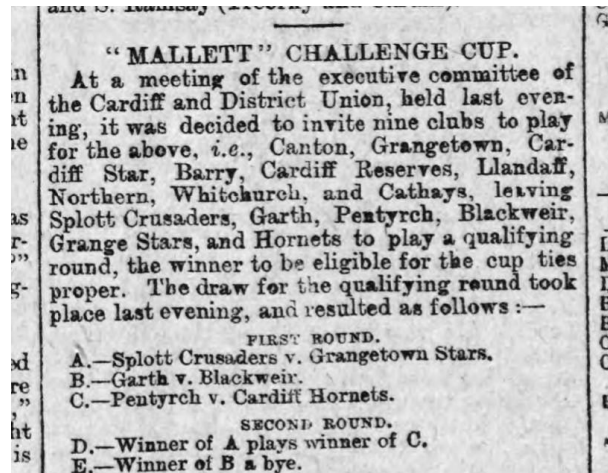 “MALLETT” CHALLENGE CUP.
At a meeting of the executive committee of
the Cardiff and District Union, held last even-
ing, it was decided to invite nine clubs to play
for the above, i.e., Canton, Grangetown, Car-
diff Star, Barry, Cardiff Reserves, Llandaff,
Northern, Whitchurch, and Cathays, leaving
Splott Crusaders, Garth, Pentyrch, Blackweir,
Grange Stars, and Hornets to play a qualifying
round, the winner to be eligible for the cup ties
proper. The draw for the qualifying round took
place last evening, and resulted as follows :—
FIRST ROUND.
A.—Splott Crusaders v. Grangetown Stars.
B.—Garth v. Blackweir.
C.—Pentyrch v. Cardiff Hornets.
SECOND ROUND.
D.—Winner of A plays winner of C.
E.—Winner of B a bye.